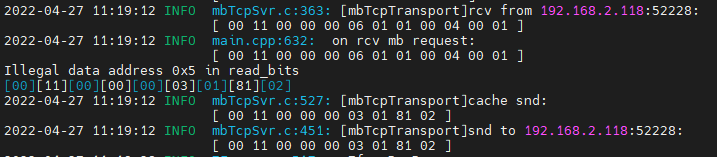 2022-04-27 11:19:12 INFO mbTcpSvr.c:363: [mbTcpTransport]rcv from 192.168.2.118:52228:
[ 00 11 00 00 00 06 01 01 00 04 00 01 ]
2022-04-27 11:19:12 INFO main.cpp:632: on rcv mb request:
[ 00 11 00 00 00 06 01 01 00 04 00 01 ]
Illegal data address 0x5 in read_bits
[00][11][00][00][00][03][01][81][02]
2022-04-27 11:19:12 INFO mbTcpSvr.c:527: [mbTcpTransport]cache snd:
[ 00 11 00 00 00 03 01 81 02 ]
2022-04-27 11:19:12 INFO mbTcpSvr.c:451: [mbTcpTransport]snd to 192.168.2.118:52228:
[ 00 11 00 00 00 03 01 81 02 ]